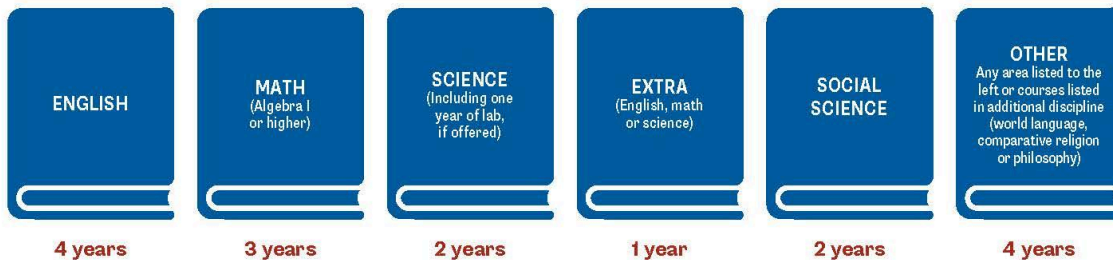 ENGLISH
4 years
MATH
(Algebra I
or higher)
3 years
SCIENCE
(Including one
year of lab,
if offered)
2 years
EXTRA
(English, math
or science)
1 year
SOCIAL
SCIENCE
2 years
OTHER
Any area listed to the
left or courses listed
in additional discipline
(world language,
comparative religion
or philosophy)
4 years